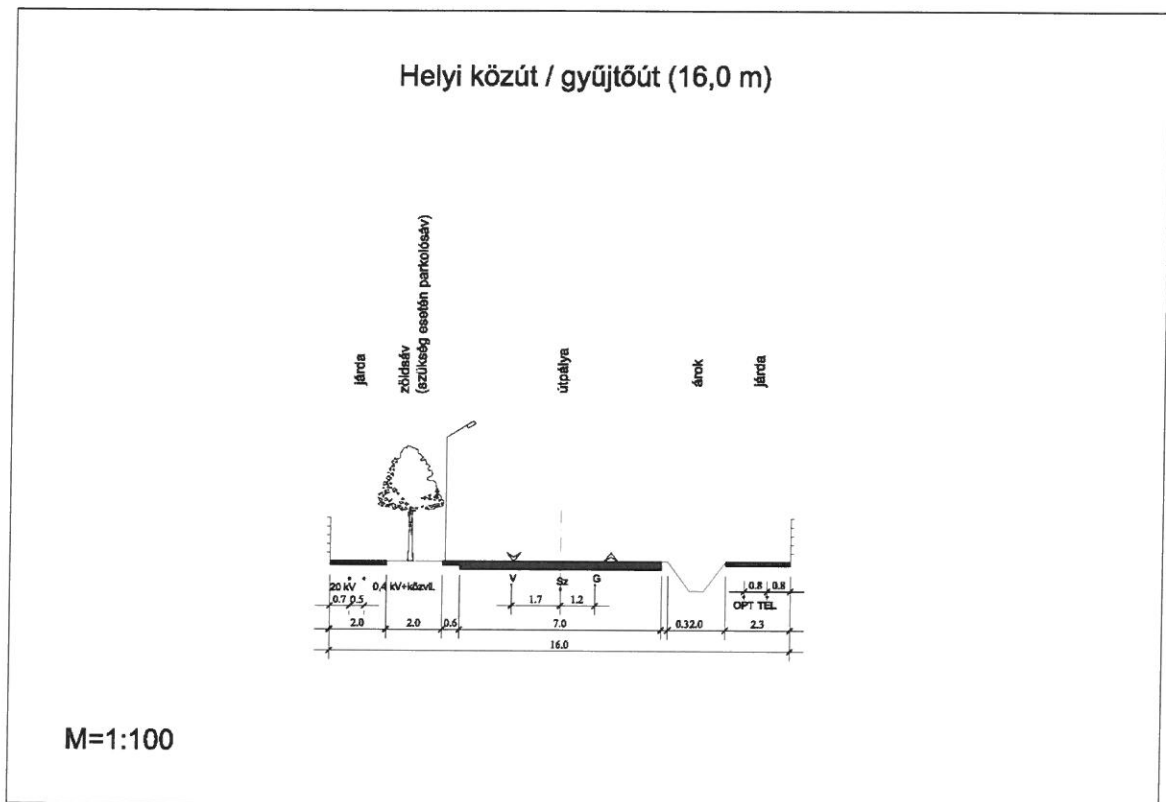 Helyi közút / gyűjtőút (16,0 m)
járda
zöldsáv
(szükség esetén parkolósáv)
útpálya
árok
járda
20 kV 0,4 kV+közvil.
V Sz G
OPT TEL
0.7 0.5 1.7 1.2 0.8 0.8
2.0 2.0 0.6 7.0 0.3 2.0 2.3
16.0
M=1:100